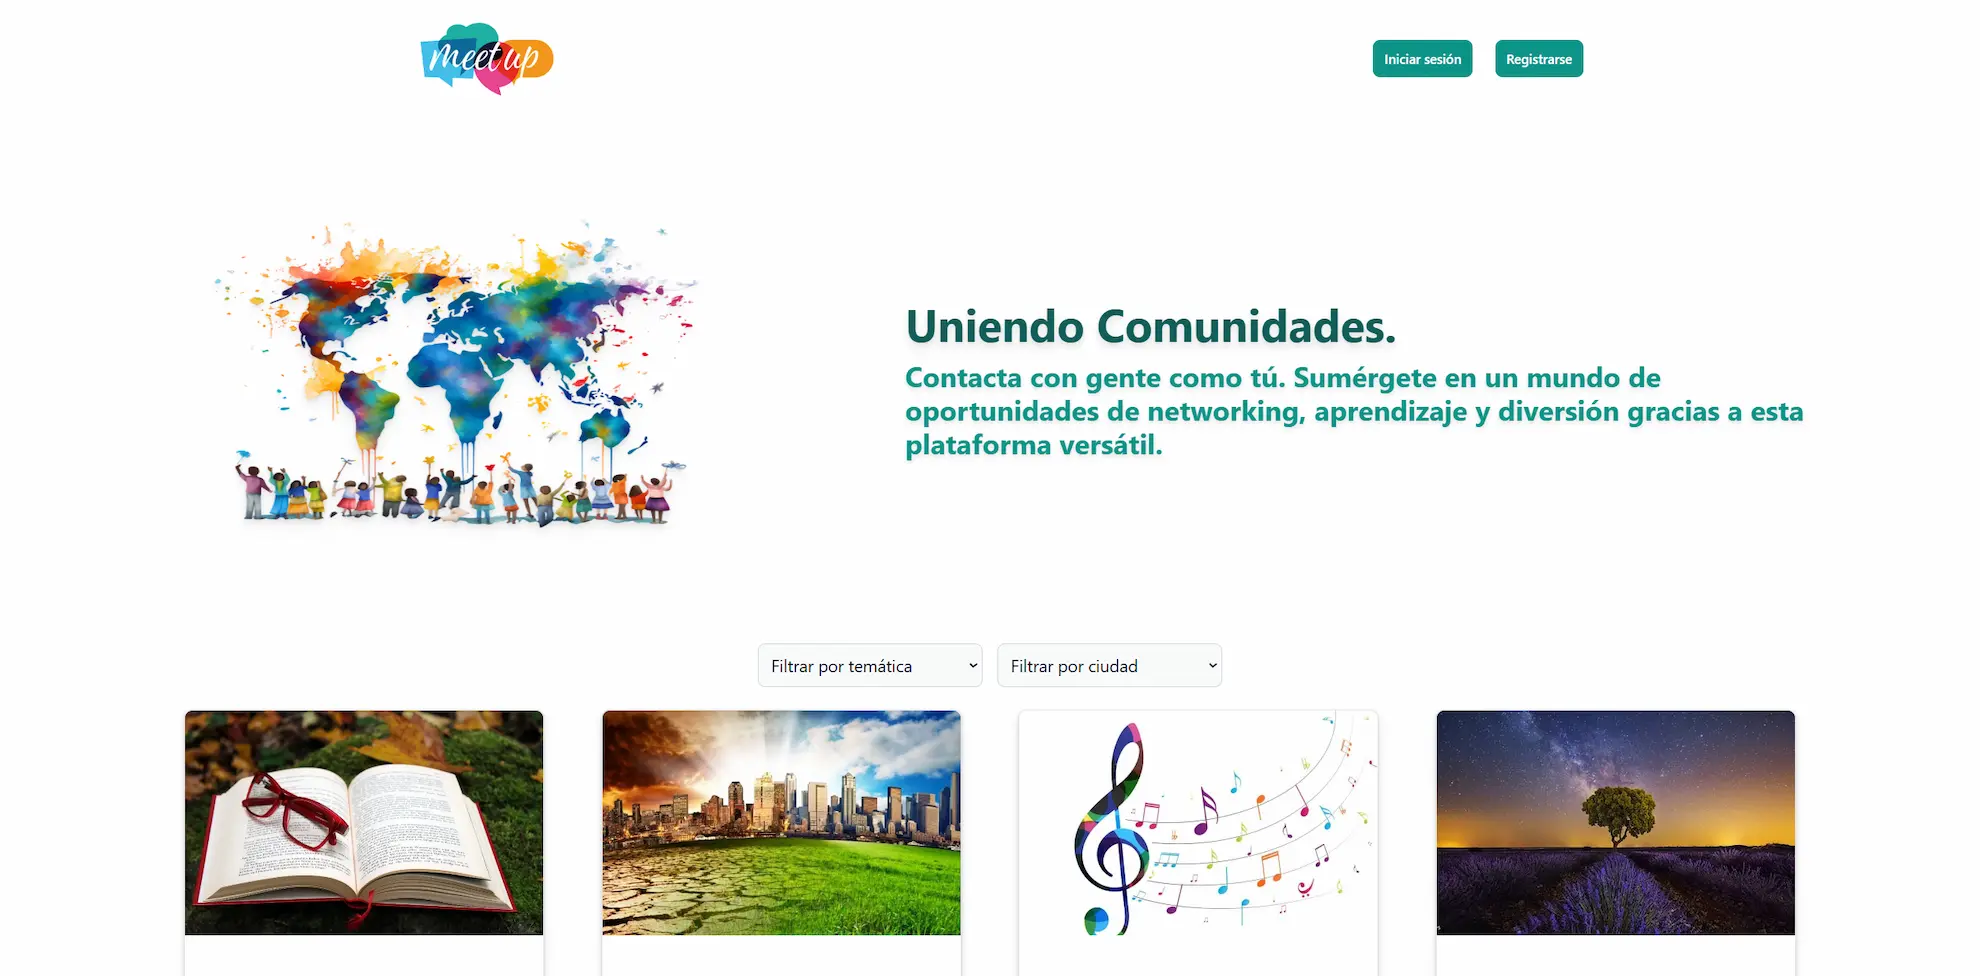 meet up
Iniciar sesión
Registrarse
Uniendo Comunidades.
Contacta con gente como tú. Sumérgete en un mundo de
oportunidades de networking, aprendizaje y diversión gracias a esta
plataforma versátil.
Filtrar por temática
Filtrar por ciudad